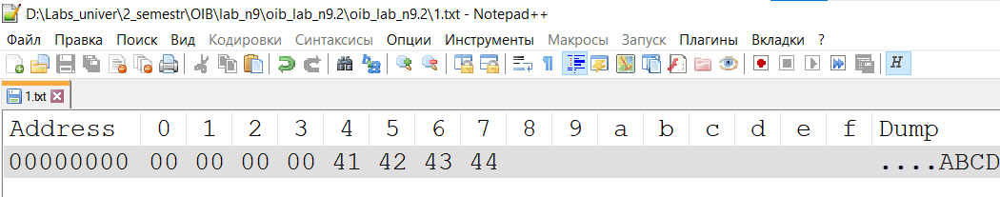 D:\Labs_univer\2_semestr\OIB\lab_n9\oib_lab_n9.2\oib_lab_n9.2\1.txt - Notepad++
Файл Правка Поиск Вид Кодировки Синтаксисы Опции Инструменты Макросы Запуск Плагины Вкладки ?
H
1.txt
Address 0 1 2 3 4 5 6 7 8 9 a b c d e f Dump
00000000 00 00 00 00 41 42 43 44 ....ABCD